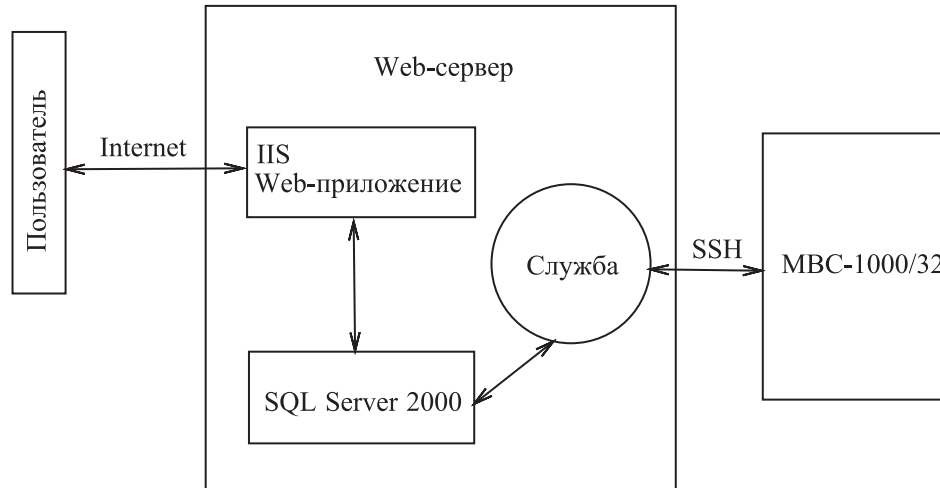 Web-сервер
Пользователь
Internet
IIS
Web-приложение
Служба
SSH
МВС-1000/32
SQL Server 2000